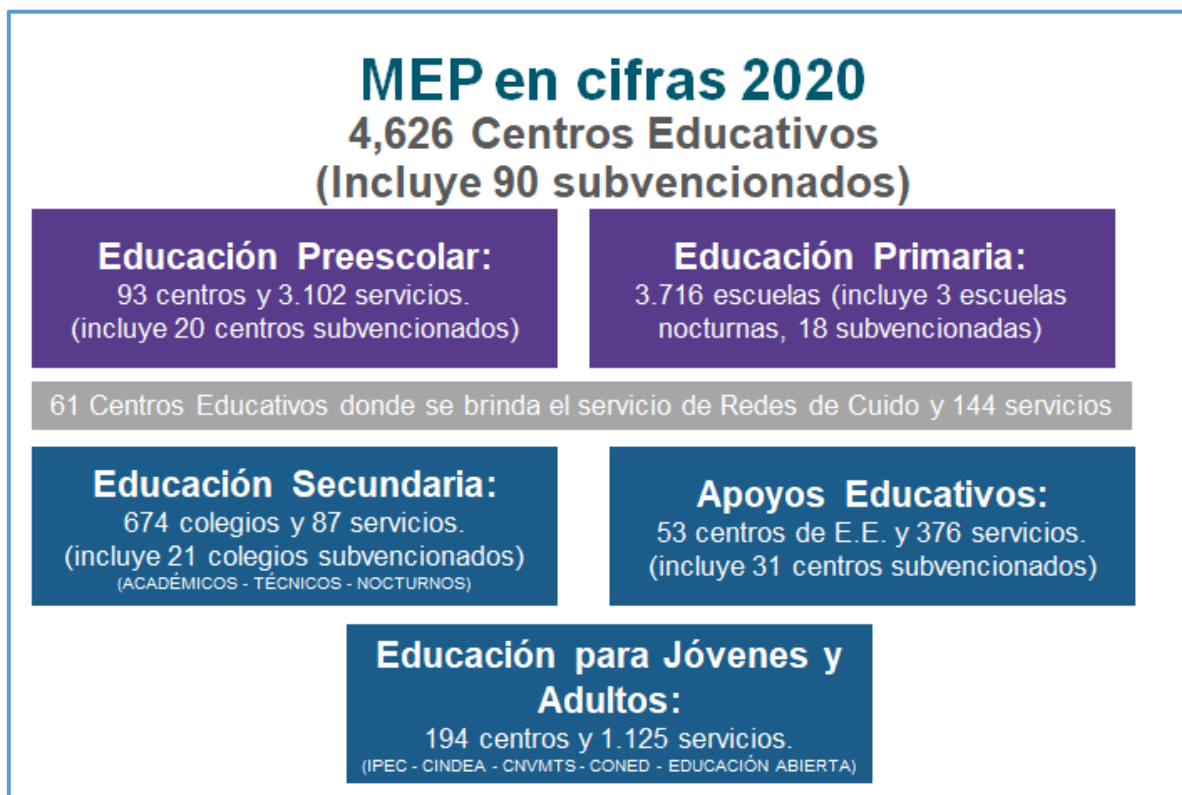 MEP en cifras 2020
4,626 Centros Educativos
(Incluye 90 subvencionados)
Educación Preescolar:
93 centros y 3.102 servicios.
(incluye 20 centros subvencionados)
Educación Primaria:
3.716 escuelas (incluye 3 escuelas
nocturnas, 18 subvencionadas)
61 Centros Educativos donde se brinda el servicio de Redes de Cuido y 144 servicios
Educación Secundaria:
674 colegios y 87 servicios.
(incluye 21 colegios subvencionados)
(ACADÉMICOS - TÉCNICOS - NOCTURNOS)
Apoyos Educativos:
53 centros de E.E. y 376 servicios.
(incluye 31 centros subvencionados)
Educación para Jóvenes y
Adultos:
194 centros y 1.125 servicios.
(IPEC - CINDEA - CNVMTS - CONED - EDUCACIÓN ABIERTA)